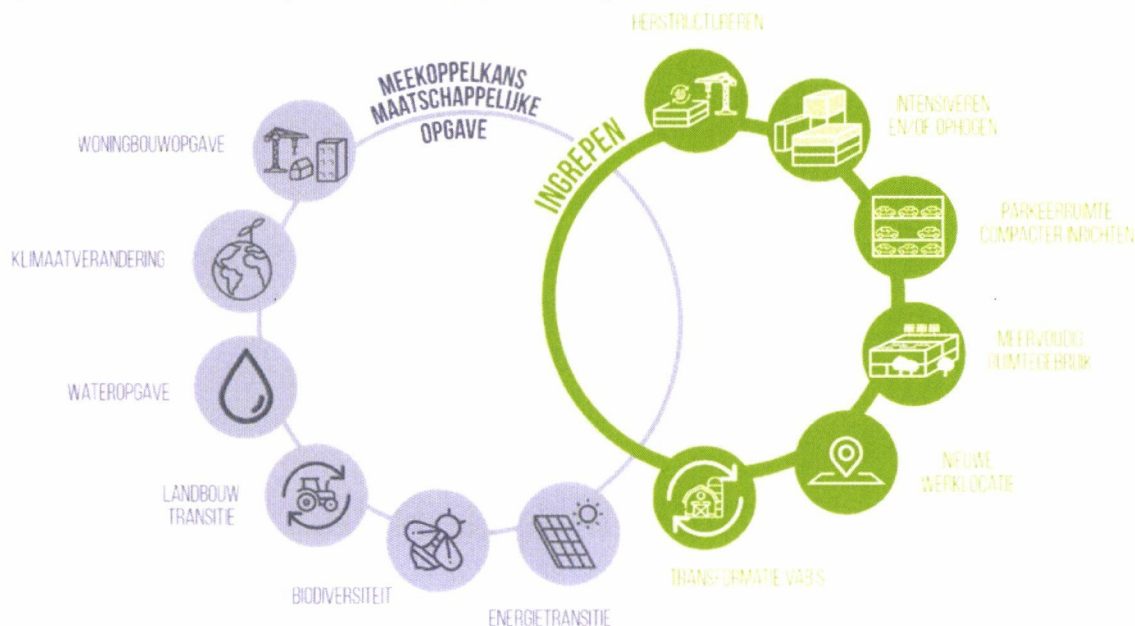 MEEKOPPELKANS
MAATSCHAPPELIJKE
OPGAVE
WONINGBOUWOPGAVE
KLIMAATVERANDERING
WATEROPGAVE
LANDBOUW
TRANSITIE
BIODIVERSITEIT
ENERGIETRANSITIE
INGREPEN
HERSTRUCTUREREN
INTENSIVEREN
EN/OF OPHOGEN
PARKEERRUIMTE
COMPACTER INRICHTEN
MEERVOUDIG
RUIMTEGEBRUIK
NIEUWE
WERKLOCATIE
TRANSFORMATIE VAB'S